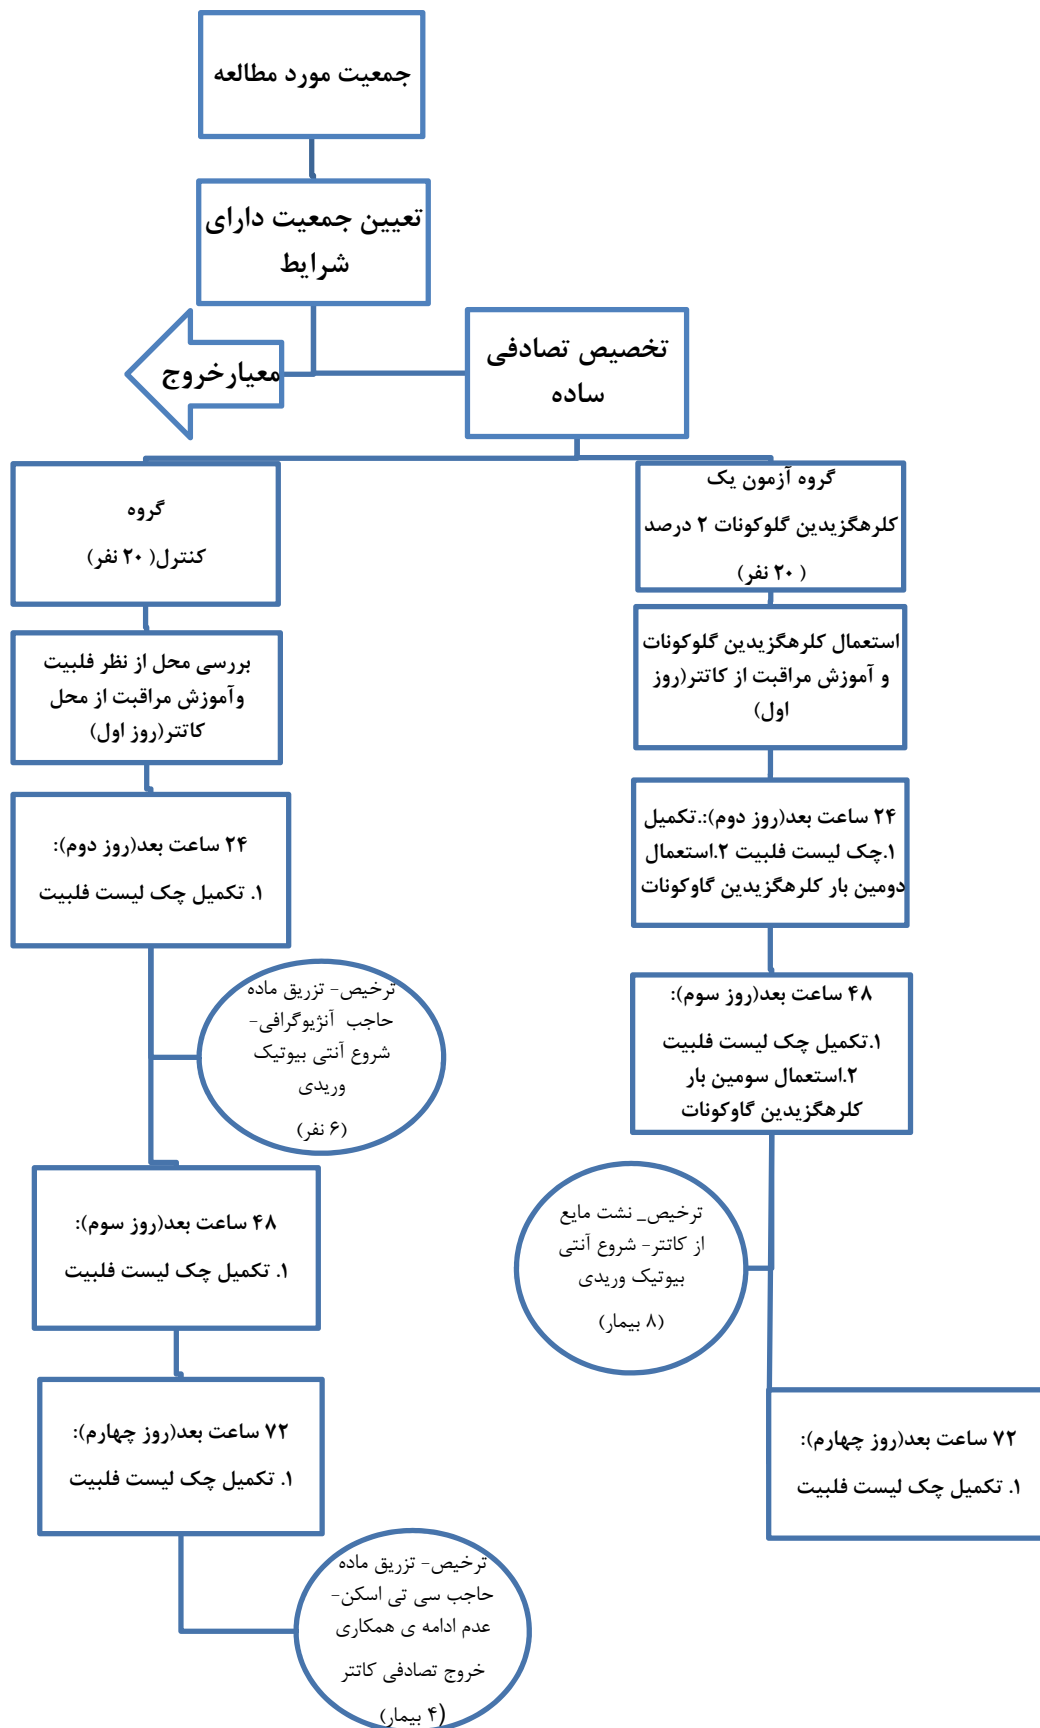 جمعیت مورد مطالعه
تعیین جمعیت دارای
شرایط
تخصیص تصادفی
ساده
معیارخروج
گروه آزمون یک
کلرهگزیدین گلوکونات ۲ درصد
( ۲۰ نفر)
گروه
کنترل( ۲۰ نفر)
استعمال کلرهگزیدین گلوکونات
و آموزش مراقبت از کاتتر(روز
اول)
بررسی محل از نظر فلبیت
وآموزش مراقبت از محل
کاتتر(روز اول)
۲۴ ساعت بعد(روز دوم):.تکمیل
۱.چک لیست فلبیت ۲.استعمال
دومین بار کلرهگزیدین گاوکونات
۲۴ ساعت بعد(روز دوم):
۱. تکمیل چک لیست فلبیت
ترخیص- تزریق ماده
حاجب آنژیوگرافی-
شروع آنتی بیوتیک
وریدی
(۶ نفر)
۴۸ ساعت بعد(روز سوم):
۱.تکمیل چک لیست فلبیت
۲.استعمال سومین بار
کلرهگزیدین گاوکونات
۴۸ ساعت بعد(روز سوم):
۱. تکمیل چک لیست فلبیت
ترخیص_ نشت مایع
از کاتتر- شروع آنتی
بیوتیک وریدی
(۸ بیمار)
۷۲ ساعت بعد(روز چهارم):
۱. تکمیل چک لیست فلبیت
۷۲ ساعت بعد(روز چهارم):
۱. تکمیل چک لیست فلبیت
ترخیص- تزریق ماده
حاجب سی تی اسکن-
عدم ادامه ی همکاری
خروج تصادفی کاتتر
(۴ بیمار)